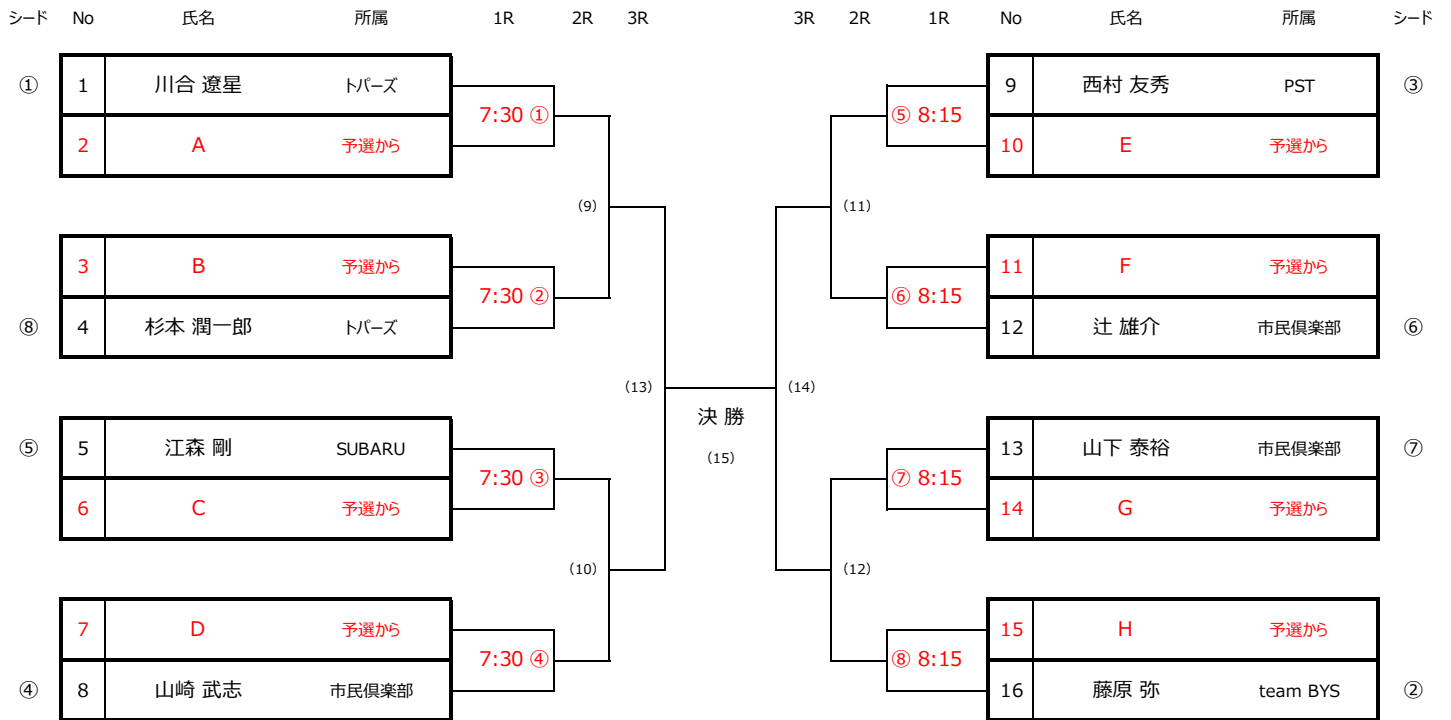 シード No 氏名 所属 1R 2R 3R 3R 2R 1R No 氏名 所属 シード
① 1 川合 遼星 トパーズ 9 西村 友秀 PST ③
7:30 ① ⑤ 8:15
2 A 予選から 10 E 予選から
(9) (11)
3 B 予選から 11 F 予選から
7:30 ② ⑥ 8:15
⑧ 4 杉本 潤一郎 トパーズ 12 辻 雄介 市民倶楽部 ⑥
(13) (14)
決 勝
⑤ 5 江森 剛 SUBARU 13 山下 泰裕 市民倶楽部 ⑦
(15)
7:30 ③ ⑦ 8:15
6 C 予選から 14 G 予選から
(10) (12)
7 D 予選から 15 H 予選から
7:30 ④ ⑧ 8:15
④ 8 山崎 武志 市民倶楽部 16 藤原 弥 team BYS ②